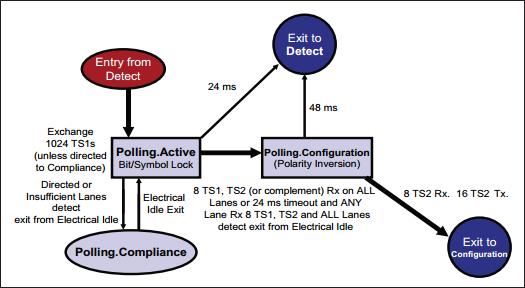 Entry from
Detect
Exit to
Detect
24 ms
48 ms
Exchange
1024 TS1s
(unless directed
to Compliance)
Polling.Active
Bit/Symbol Lock
Polling.Configuration
(Polarity Inversion)
Directed or
Insufficient Lanes
detect
exit from Electrical Idle
Electrical
Idle Exit
8 TS1, TS2 (or complement) Rx on ALL
Lanes or 24 ms timeout and ANY
Lane Rx 8 TS1, TS2 and ALL Lanes
detect exit from Electrical Idle
8 TS2 Rx. 16 TS2 Tx.
Polling.Compliance
Exit to
Configuration